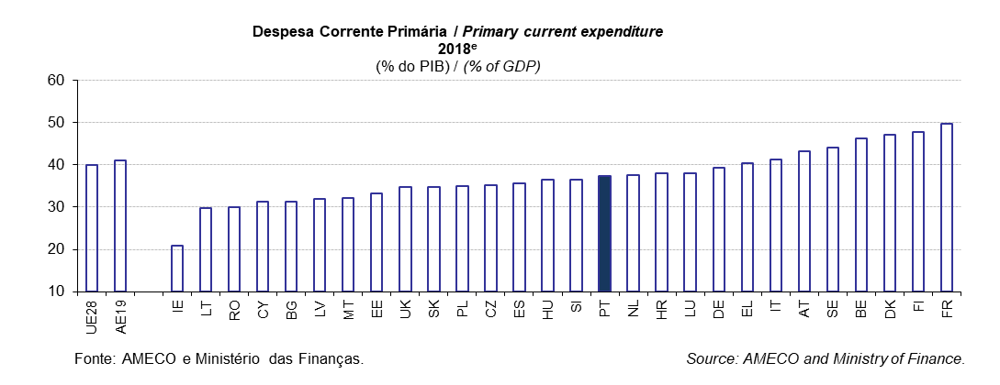 Despesa Corrente Primária / Primary current expenditure
2018ᵉ
(% do PIB) / (% of GDP)
60
50
40
30
20
10
UE28 AE19 IE LT RO CY BG LV MT EE UK SK PL CZ ES HU SI PT NL HR LU DE EL IT AT SE BE DK FI FR
Fonte: AMECO e Ministério das Finanças. Source: AMECO and Ministry of Finance.